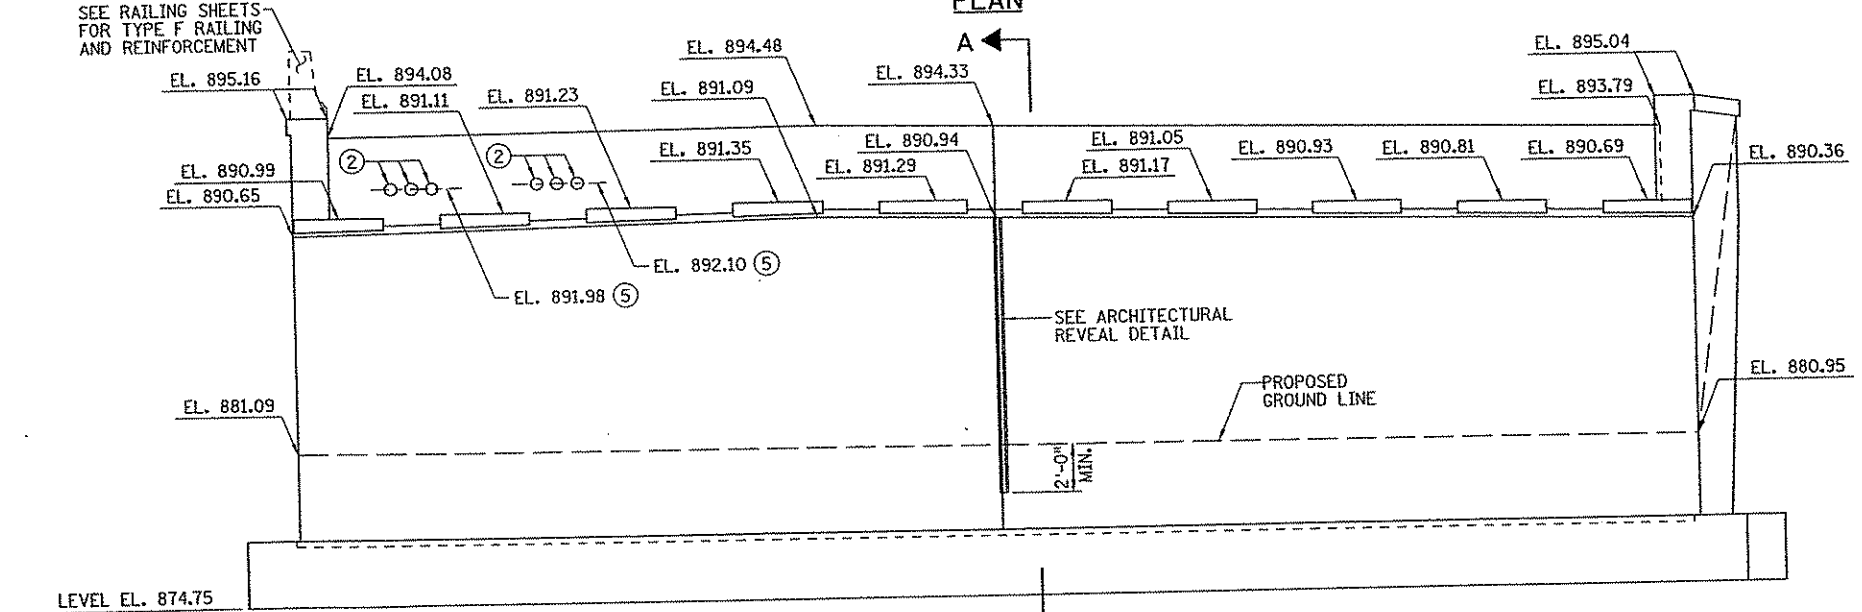 PLAN
SEE RAILING SHEETS
FOR TYPE F RAILING
AND REINFORCEMENT
A
EL. 895.16
EL. 894.08
EL. 894.48
EL. 894.33
EL. 895.04
EL. 891.11
EL. 891.23
EL. 891.09
EL. 893.79
EL. 890.99
EL. 890.65
2
2
EL. 891.35
EL. 890.94
EL. 891.29
EL. 891.05
EL. 891.17
EL. 890.93
EL. 890.81
EL. 890.69
EL. 890.36
EL. 892.10 5
EL. 891.98 5
SEE ARCHITECTURAL
REVEAL DETAIL
PROPOSED
GROUND LINE
EL. 880.95
EL. 881.09
2'-0"
MIN.
LEVEL EL. 874.75